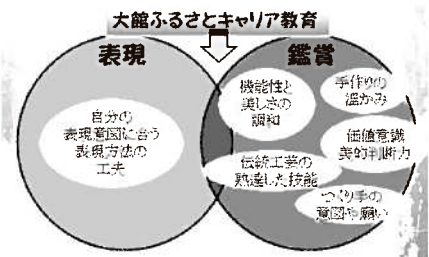 大館ふるさとキャリア教育
表現
鑑賞
自分の
表現意図に合う
表現方法の
工夫
機能性と
美しさの
調和
手作りの
温かみ
価値意識
美的判断力
伝統工芸の
熟達した技能
つくり手の
意図や願い